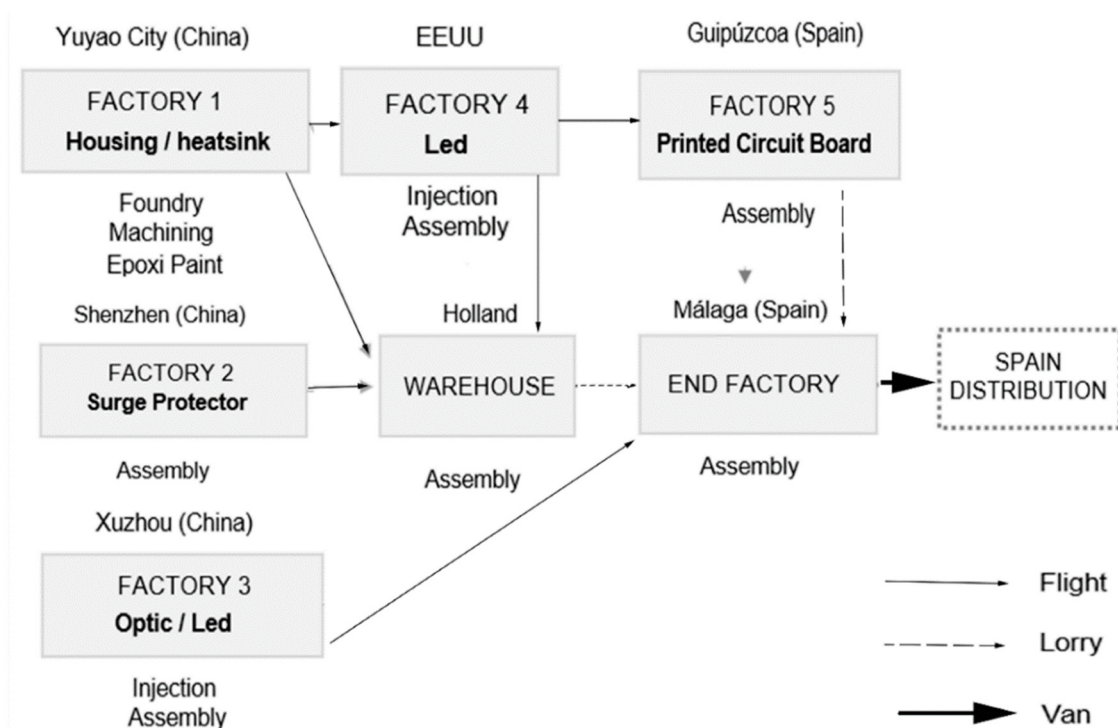 Yuyao City (China)
EEUU
Guipúzcoa (Spain)
FACTORY 1
Housing / heatsink
FACTORY 4
Led
FACTORY 5
Printed Circuit Board
Foundry
Machining
Epoxi Paint
Injection
Assembly
Assembly
Shenzhen (China)
Holland
Málaga (Spain)
FACTORY 2
Surge Protector
WAREHOUSE
END FACTORY
SPAIN
DISTRIBUTION
Assembly
Assembly
Assembly
Xuzhou (China)
FACTORY 3
Optic / Led
Injection
Assembly
Flight
Lorry
Van